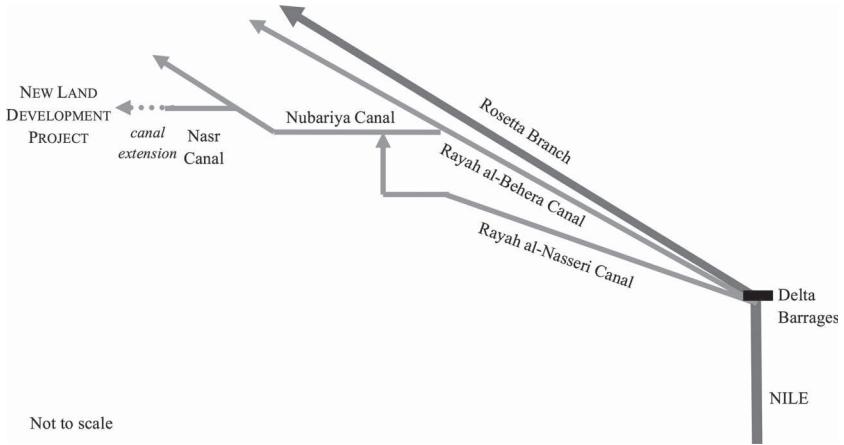 NEW LAND
DEVELOPMENT
PROJECT
canal
extension
Nasr
Canal
Nubariya Canal
Rosetta Branch
Rayah al-Behera Canal
Rayah al-Nasseri Canal
Delta
Barrages
NILE
Not to scale